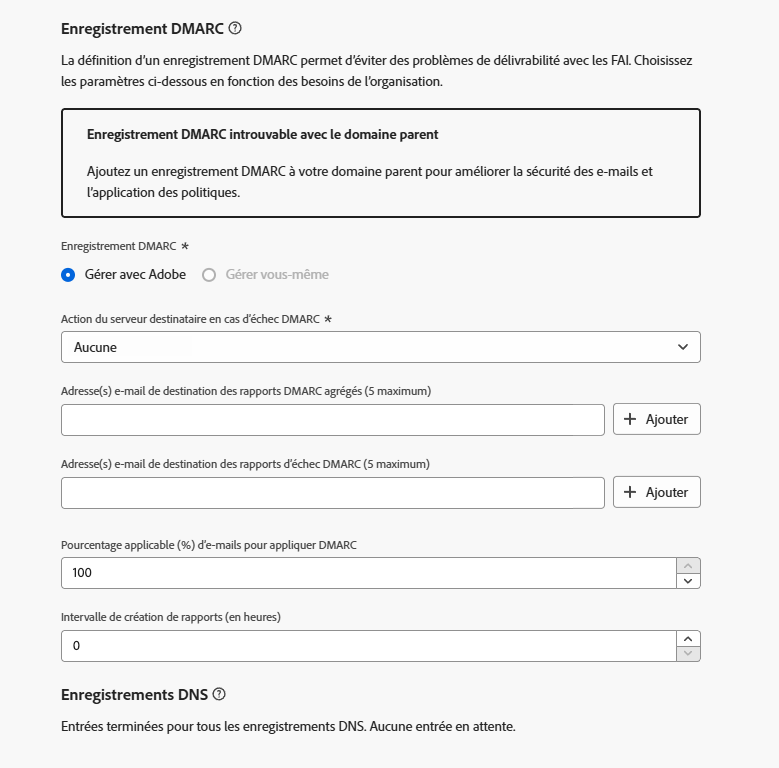 Enregistrement DMARC
La définition d’un enregistrement DMARC permet d’éviter des problèmes de délivrabilité avec les FAI. Choisissez
les paramètres ci-dessous en fonction des besoins de l’organisation.
Enregistrement DMARC introuvable avec le domaine parent
Ajoutez un enregistrement DMARC à votre domaine parent pour améliorer la sécurité des e-mails et
l’application des politiques.
Enregistrement DMARC *
Gérer avec Adobe Gérer vous-même
Action du serveur destinataire en cas d’échec DMARC *
Aucune
Adresse(s) e-mail de destination des rapports DMARC agrégés (5 maximum)
+ Ajouter
Adresse(s) e-mail de destination des rapports d’échec DMARC (5 maximum)
+ Ajouter
Pourcentage applicable (%) d’e-mails pour appliquer DMARC
100
Intervalle de création de rapports (en heures)
0
Enregistrements DNS
Entrées terminées pour tous les enregistrements DNS. Aucune entrée en attente.